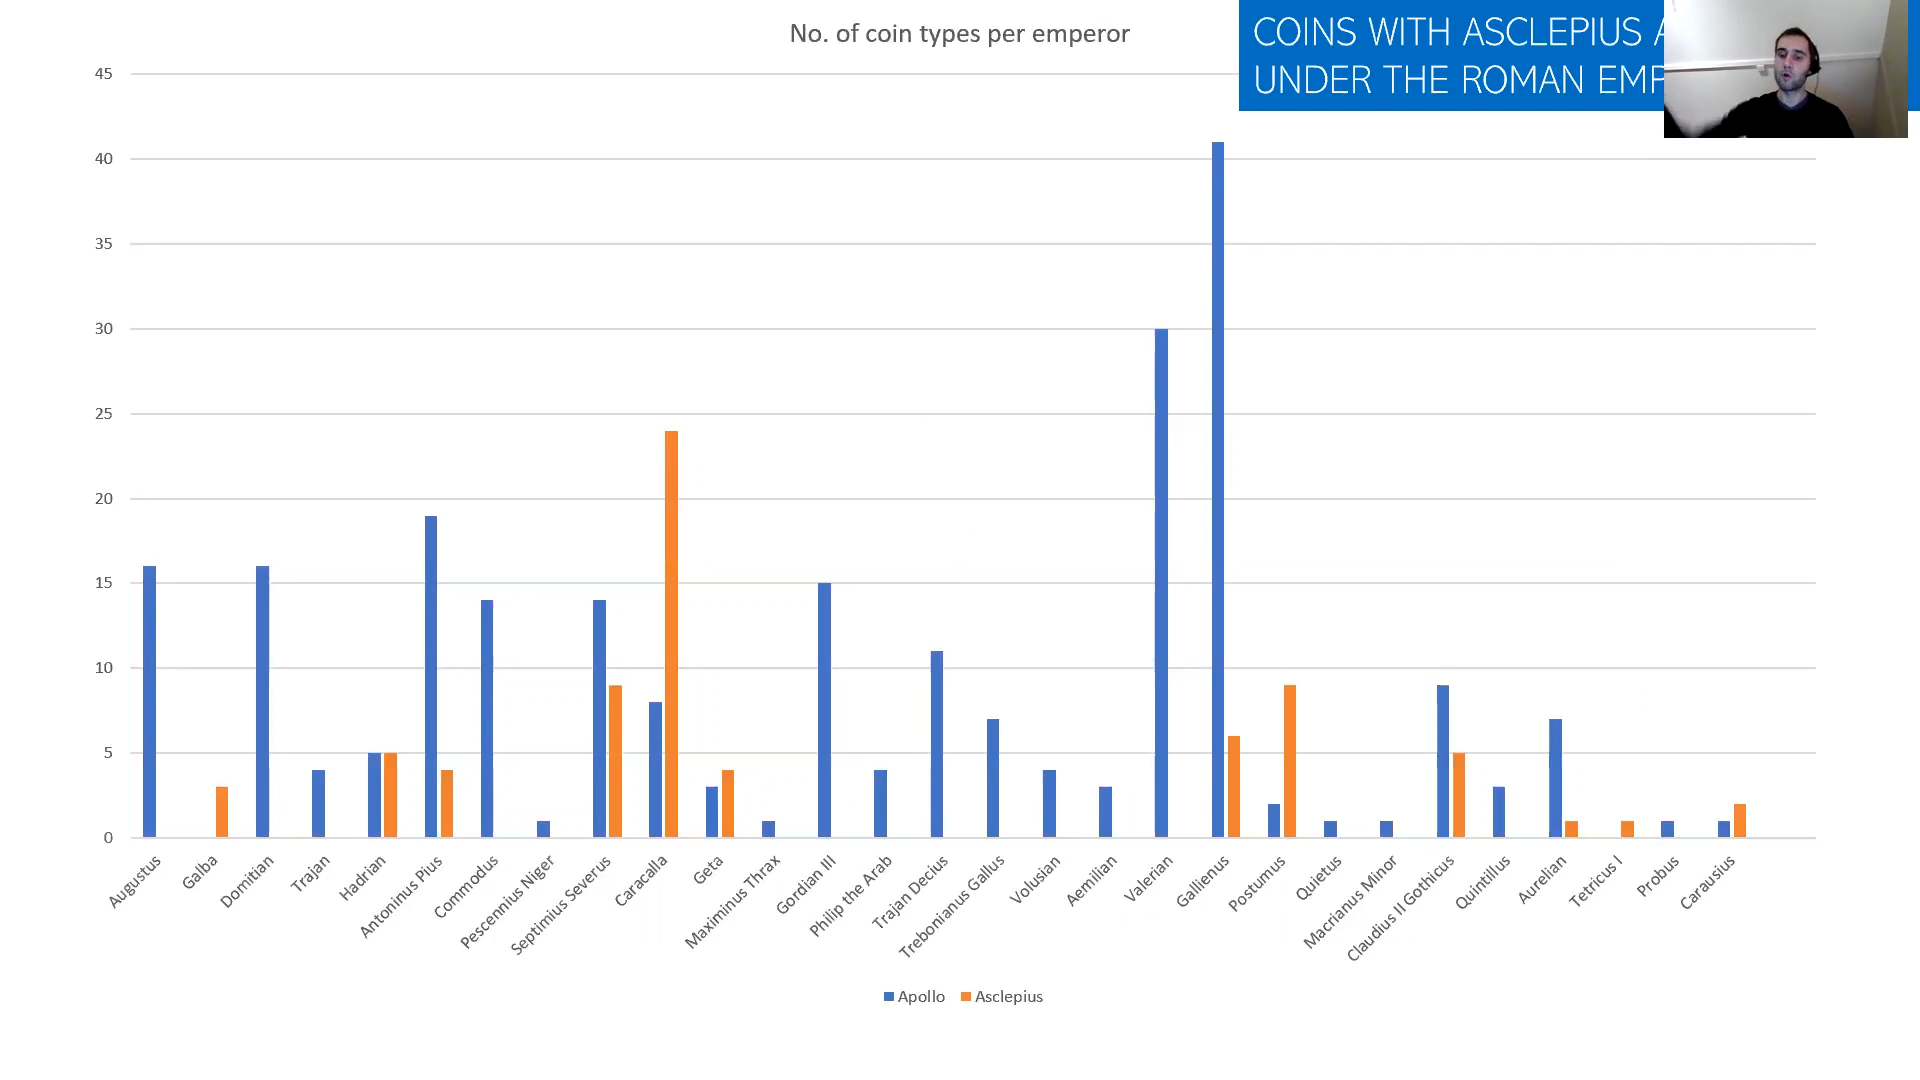 No. of coin types per emperor
COINS WITH ASCLEPIUS
UNDER THE ROMAN
45
40
35
30
25
20
15
10
5
0
Augustus
Galba
Domitian
Trajan
Hadrian
Antoninus Pius
Commodus
Pescennius Niger
Septimius Severus
Caracalla
Geta
Maximinus Thrax
Gordian III
Philip the Arab
Trajan Decius
Trebonianus Gallus
Volusian
Aemilian
Valerian
Gallienus
Postumus
Quietus
Macrianus Minor
Claudius II Gothicus
Quintillus
Aurelian
Tetricus I
Probus
Carausius
Apollo Asclepius